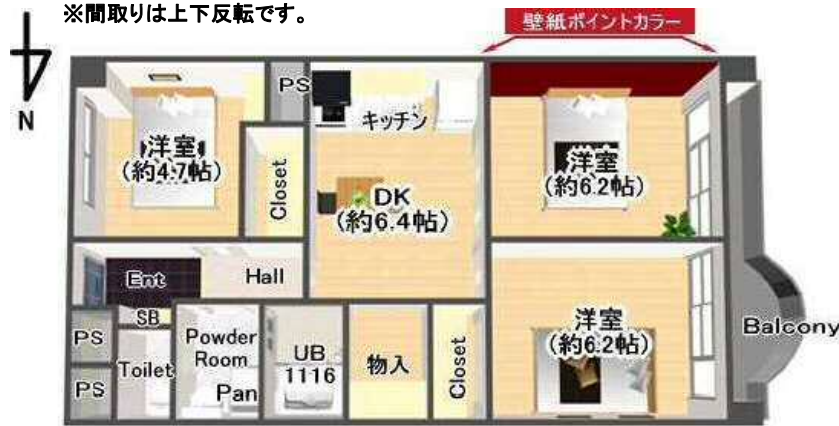 ※間取りは上下反転です。
壁紙ポイントカラー
N
PS
キッチン
洋室
(約4.7帖)
Closet
DK
(約6.4帖)
洋室
(約6.2帖)
Ent
Hall
SB
PS
PS
Toilet
Powder
Room
Pan
UB
1116
物入
Closet
洋室
(約6.2帖)
Balcony